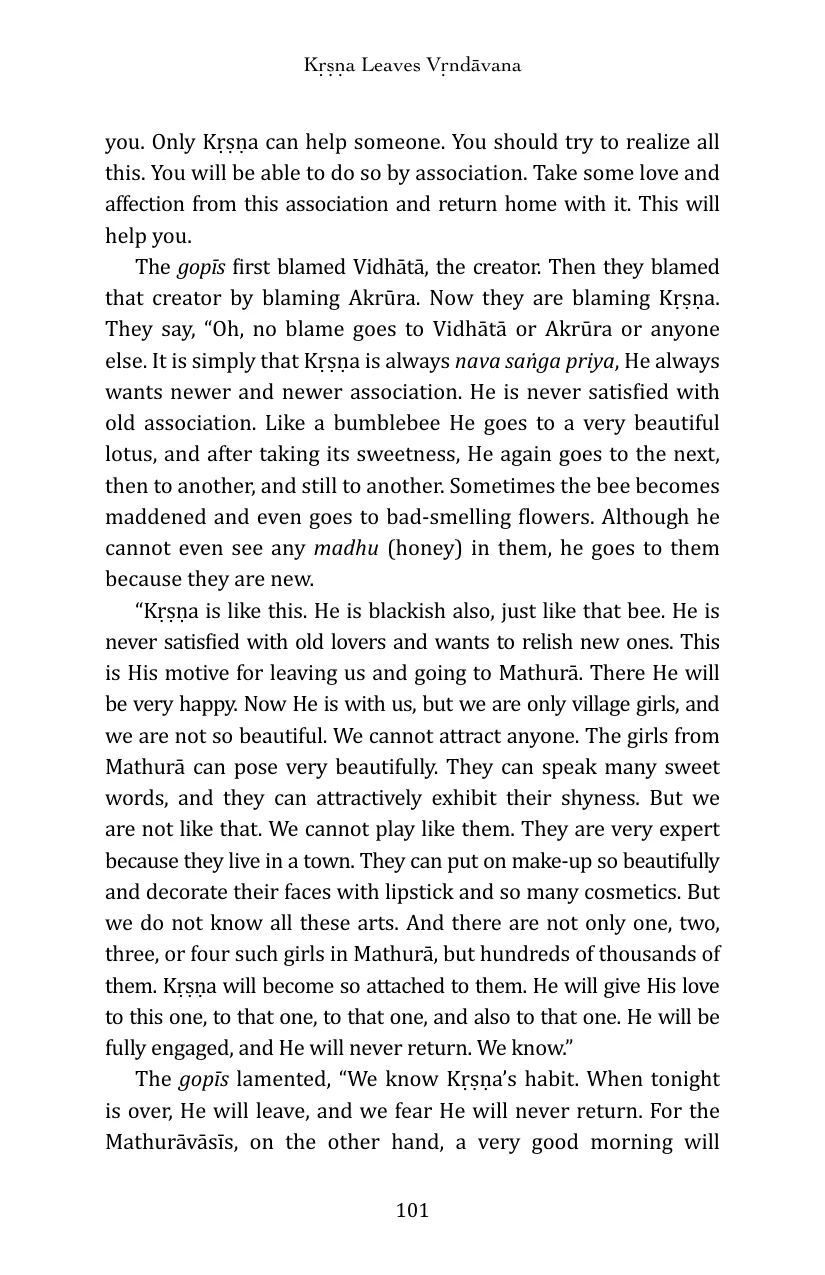 Kṛṣṇa Leaves Vṛndāvana
you. Only Kṛṣṇa can help someone. You should try to realize all
this. You will be able to do so by association. Take some love and
affection from this association and return home with it. This will
help you.
The gopīs first blamed Vidhātā, the creator. Then they blamed
that creator by blaming Akrūra. Now they are blaming Kṛṣṇa.
They say, “Oh, no blame goes to Vidhātā or Akrūra or anyone
else. It is simply that Kṛṣṇa is always nava saṅga priya, He always
wants newer and newer association. He is never satisfied with
old association. Like a bumblebee He goes to a very beautiful
lotus, and after taking its sweetness, He again goes to the next,
then to another, and still to another. Sometimes the bee becomes
maddened and even goes to bad-smelling flowers. Although he
cannot even see any madhu (honey) in them, he goes to them
because they are new.
“Kṛṣṇa is like this. He is blackish also, just like that bee. He is
never satisfied with old lovers and wants to relish new ones. This
is His motive for leaving us and going to Mathurā. There He will
be very happy. Now He is with us, but we are only village girls, and
we are not so beautiful. We cannot attract anyone. The girls from
Mathurā can pose very beautifully. They can speak many sweet
words, and they can attractively exhibit their shyness. But we
are not like that. We cannot play like them. They are very expert
because they live in a town. They can put on make-up so beautifully
and decorate their faces with lipstick and so many cosmetics. But
we do not know all these arts. And there are not only one, two,
three, or four such girls in Mathurā, but hundreds of thousands of
them. Kṛṣṇa will become so attached to them. He will give His love
to this one, to that one, to that one, and also to that one. He will be
fully engaged, and He will never return. We know.”
The gopīs lamented, “We know Kṛṣṇa’s habit. When tonight
is over, He will leave, and we fear He will never return. For the
Mathurāvāsīs, on the other hand, a very good morning will
101